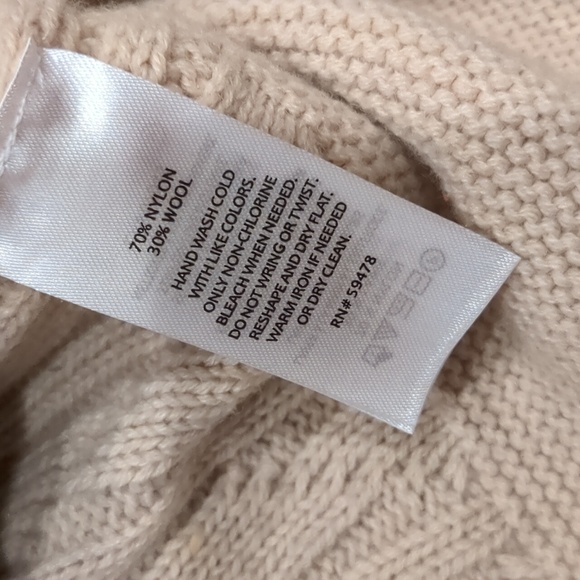 70% NYLON
30% WOOL
HAND WASH COLD
WITH LIKE COLORS.
ONLY NON-CHLORINE
BLEACH WHEN NEEDED.
DO NOT WRING OR TWIST.
RESHAPE AND DRY FLAT.
WARM IRON IF NEEDED
OR DRY CLEAN.
RN# 59478